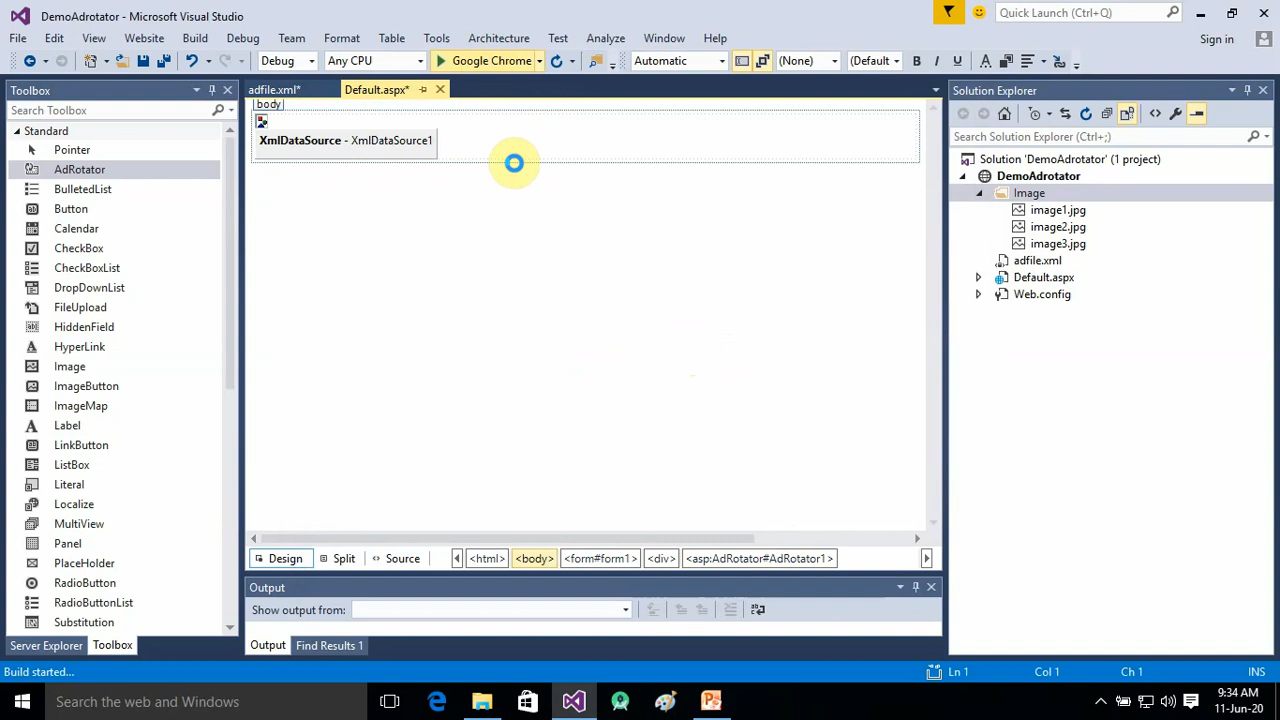 DemoAdrotator - Microsoft Visual Studio
Quick Launch (Ctrl+Q)
File Edit View Website Build Debug Team Format Table Tools Architecture Test Analyze Window Help
Sign in
Debug Any CPU Google Chrome Automatic (None) (Default B I U A
Toolbox
adfile.xml* Default.aspx*
Solution Explorer
Search Toolbox
body
Search Solution Explorer (Ctrl+;)
Standard
Pointer
AdRotator
BulletedList
Button
Calendar
CheckBox
CheckBoxList
DropDownList
FileUpload
HiddenField
HyperLink
Image
ImageButton
ImageMap
Label
LinkButton
ListBox
Literal
Localize
MultiView
Panel
PlaceHolder
RadioButton
RadioButtonList
Substitution
Server Explorer Toolbox
XmlDataSource - XmlDataSource1
Design Split Source <html> <body> <form#form1> <div> <asp:AdRotator#AdRotator1>
Output
Show output from:
Output Find Results 1
Solution 'DemoAdrotator' (1 project)
DemoAdrotator
Image
image1.jpg
image2.jpg
image3.jpg
adfile.xml
Default.aspx
Web.config
Build started... Ln 1 Col 1 Ch 1 INS
Search the web and Windows
9:34 AM
11-Jun-20